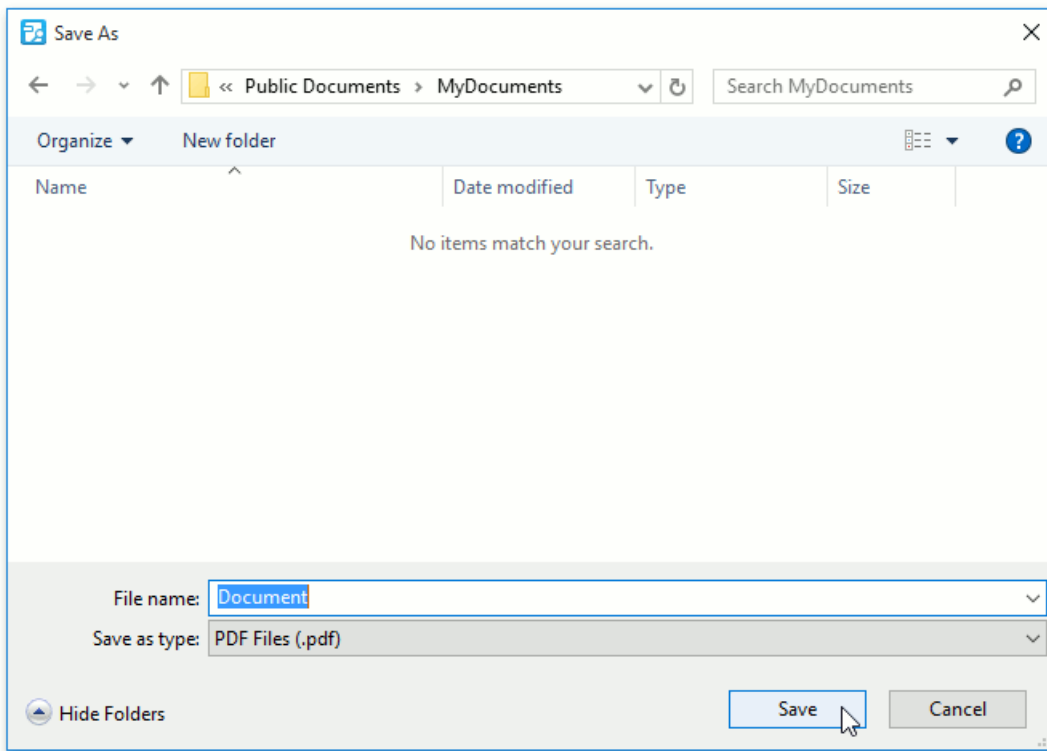 Save As
« Public Documents › MyDocuments
Search MyDocuments
Organize
New folder
?
Name
Date modified
Type
Size
No items match your search.
File name: Document
Save as type: PDF Files (.pdf)
Hide Folders
Save
Cancel